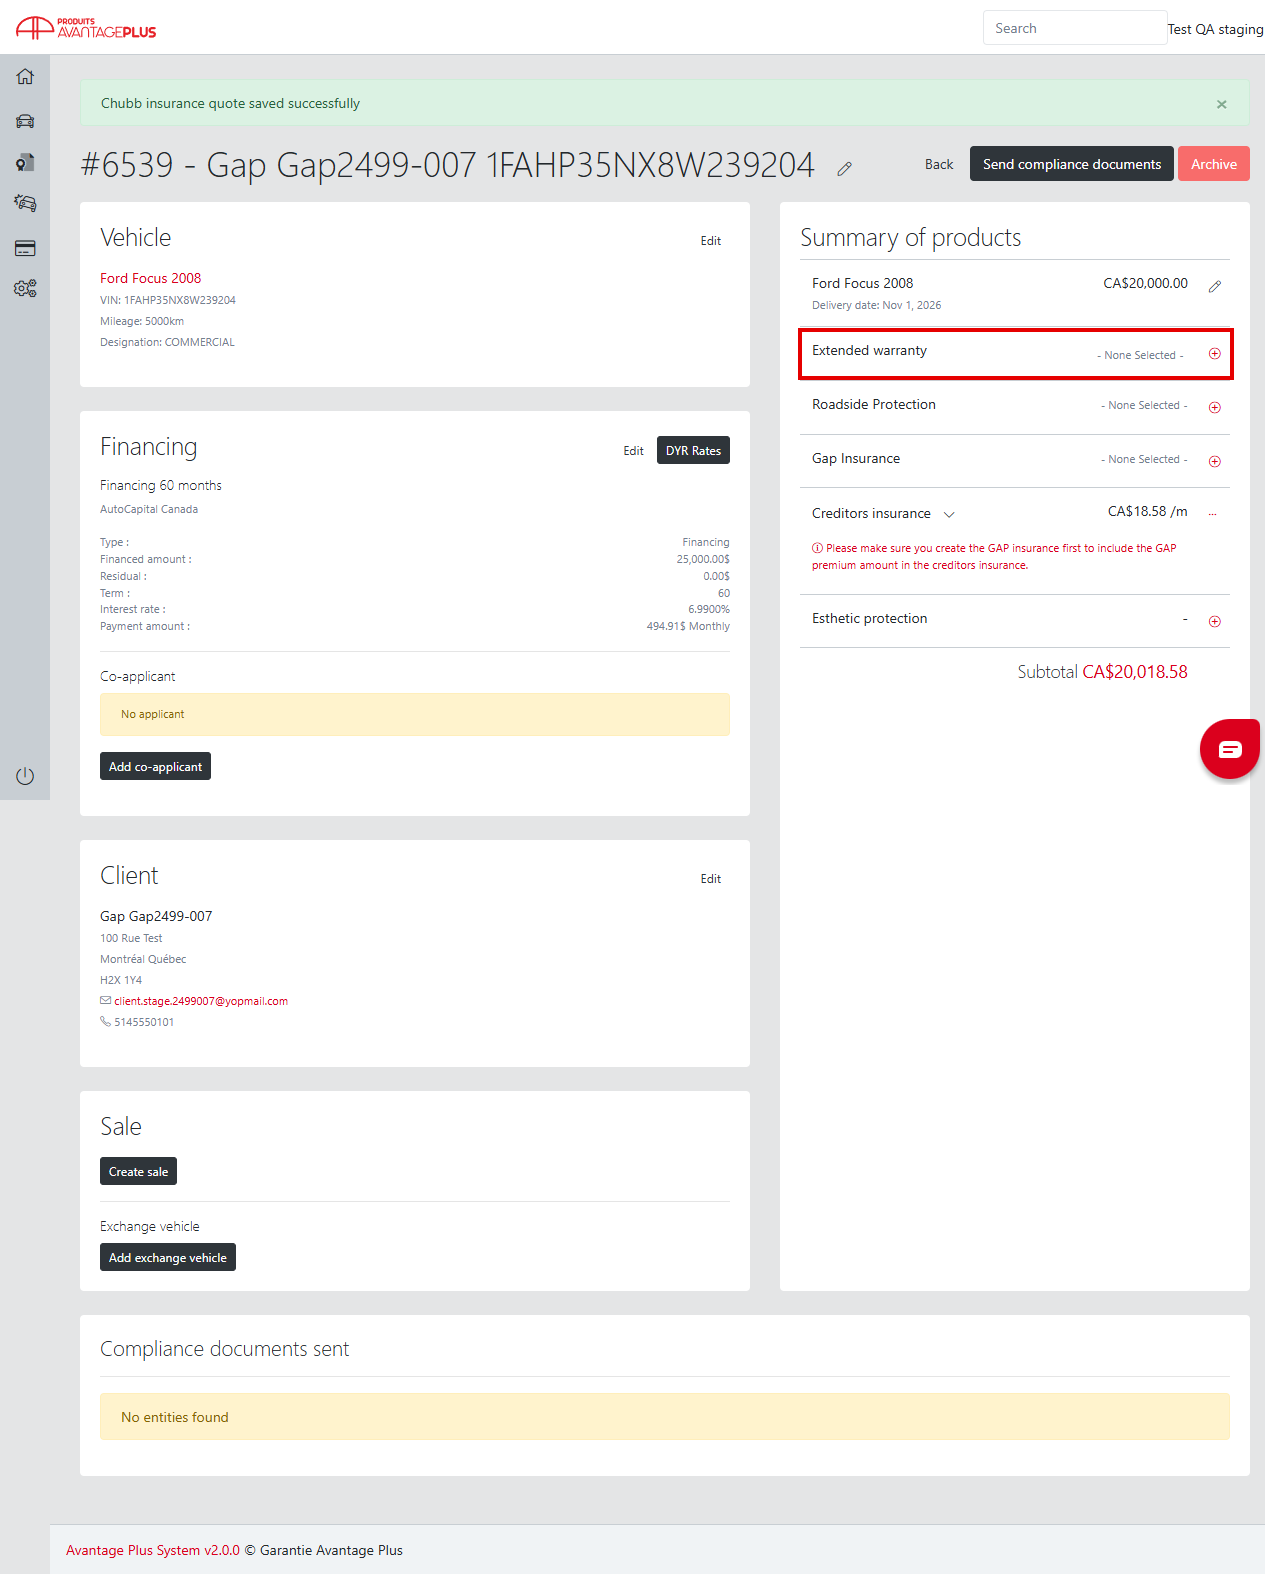 PRODUITS
AVANTAGEPLUS
Search
Test QA staging
Chubb insurance quote saved successfully
×
#6539 - Gap Gap2499-007 1FAHP35NX8W239204
Back
Send compliance documents
Archive
Vehicle
Edit
Ford Focus 2008
VIN: 1FAHP35NX8W239204
Mileage: 5000km
Designation: COMMERCIAL
Financing
Edit
DYR Rates
Financing 60 months
AutoCapital Canada
Type : Financing
Financed amount : 25,000.00$
Residual : 0.00$
Term : 60
Interest rate : 6.9900%
Payment amount : 494.91$ Monthly
Co-applicant
No applicant
Add co-applicant
Client
Edit
Gap Gap2499-007
100 Rue Test
Montréal Québec
H2X 1Y4
client.stage.2499007@yopmail.com
5145550101
Sale
Create sale
Exchange vehicle
Add exchange vehicle
Summary of products
Ford Focus 2008 CA$20,000.00
Delivery date: Nov 1, 2026
Extended warranty - None Selected -
Roadside Protection - None Selected -
Gap Insurance - None Selected -
Creditors insurance CA$18.58 /m ...
Please make sure you create the GAP insurance first to include the GAP
premium amount in the creditors insurance.
Esthetic protection -
Subtotal CA$20,018.58
Compliance documents sent
No entities found
Avantage Plus System v2.0.0 © Garantie Avantage Plus